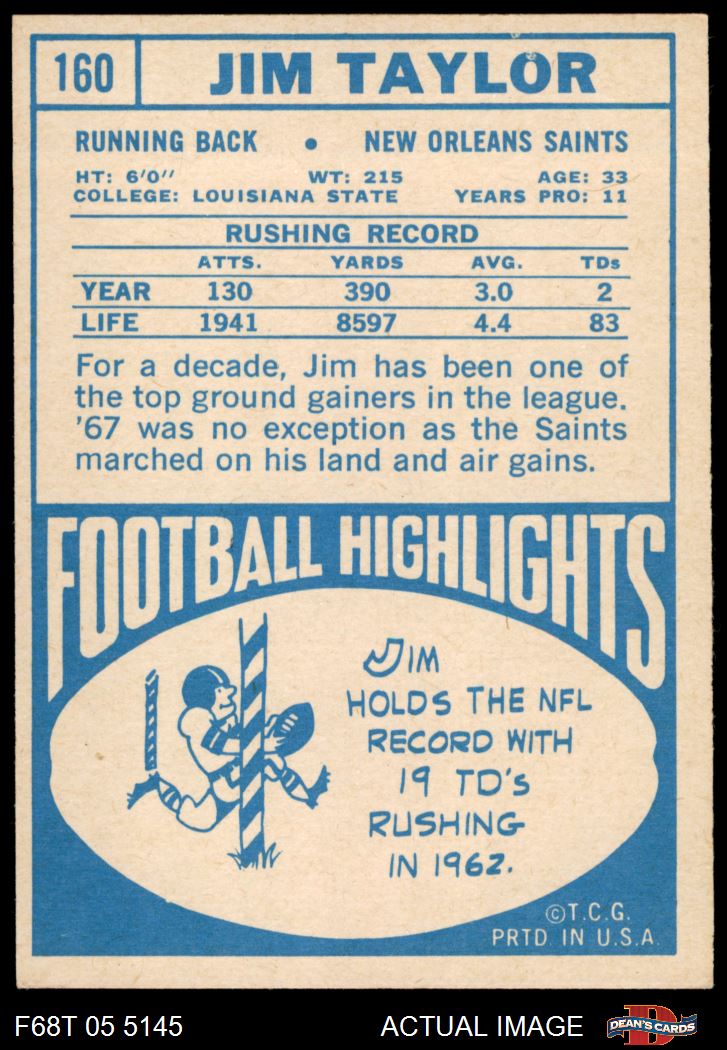 160 JIM TAYLOR
RUNNING BACK • NEW ORLEANS SAINTS
HT: 6'0" WT: 215 AGE: 33
COLLEGE: LOUISIANA STATE YEARS PRO: 11
RUSHING RECORD
ATTS. YARDS AVG. TDs
YEAR 130 390 3.0 2
LIFE 1941 8597 4.4 83
For a decade, Jim has been one of
the top ground gainers in the league.
'67 was no exception as the Saints
marched on his land and air gains.
FOOTBALL HIGHLIGHTS
JIM
HOLDS THE NFL
RECORD WITH
19 TD'S
RUSHING
IN 1962.
©T.C.G.
PRTD. IN U.S.A.
F68T 05 5145 ACTUAL IMAGE D DEAN'S CARDS